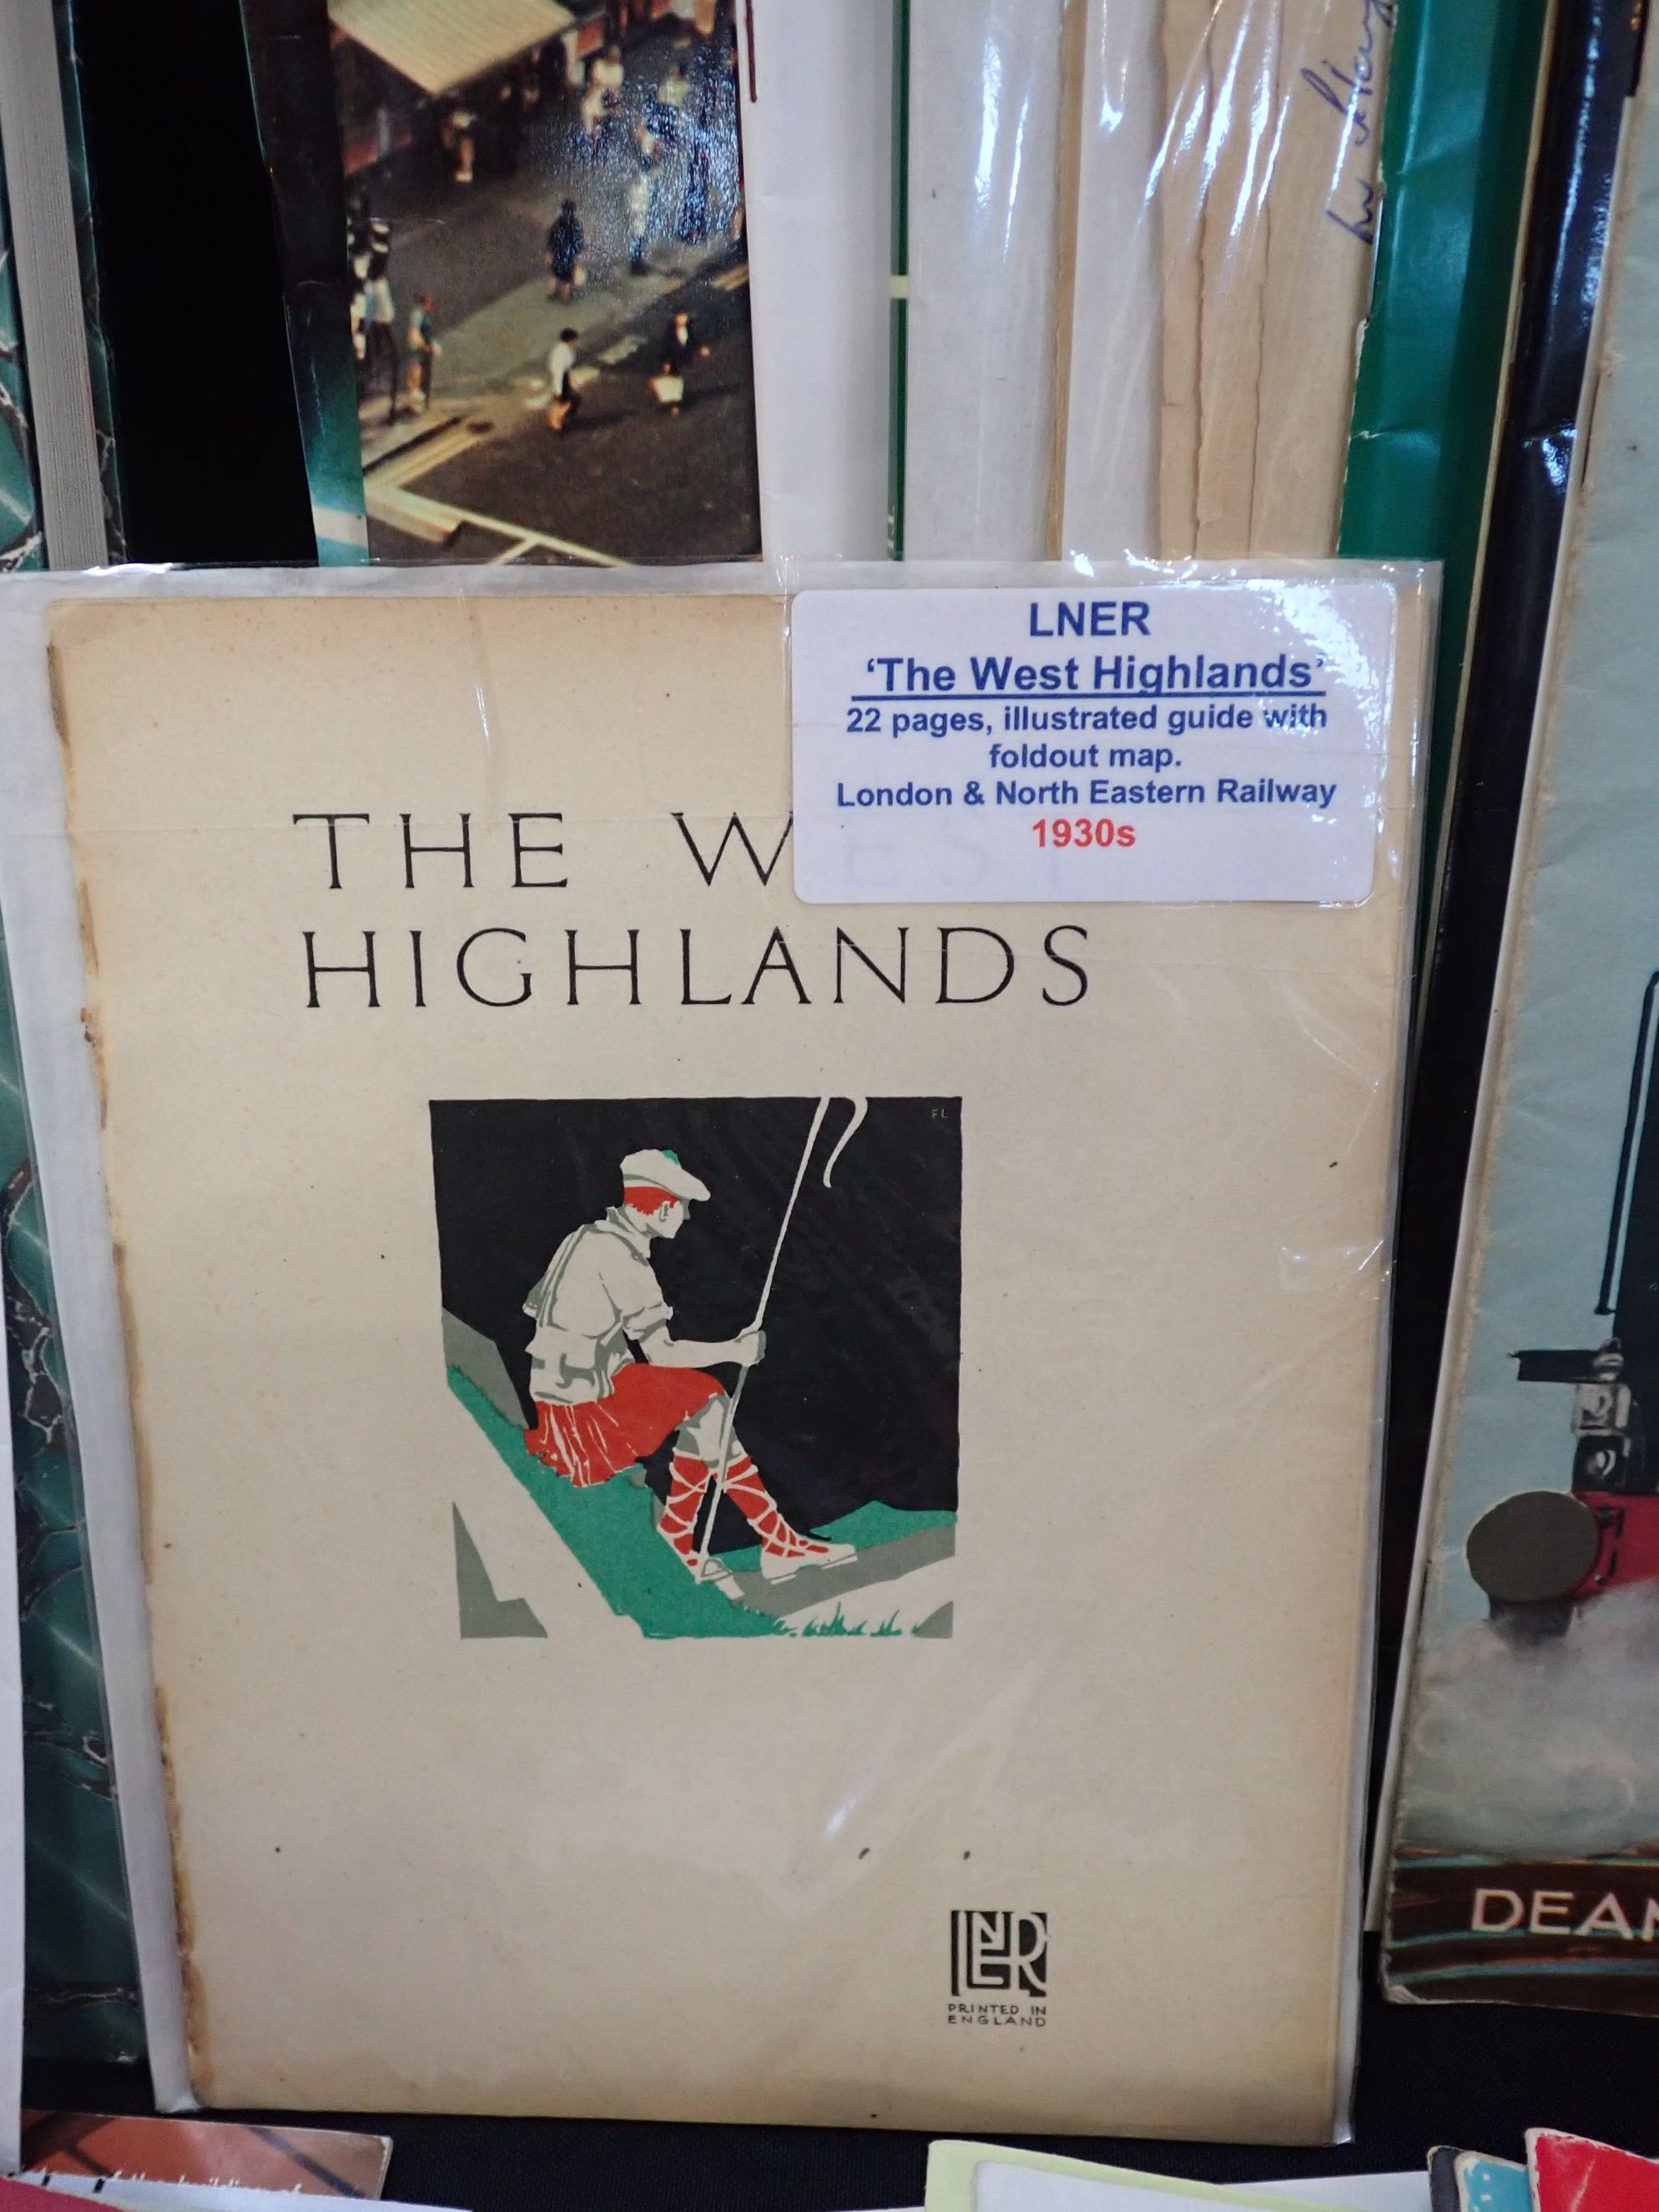 LNER
‘The West Highlands’
22 pages, illustrated guide with
foldout map.
London & North Eastern Railway
1930s
THE WEST
HIGHLANDS
FL
LNER
PRINTED IN
ENGLAND
DEAN